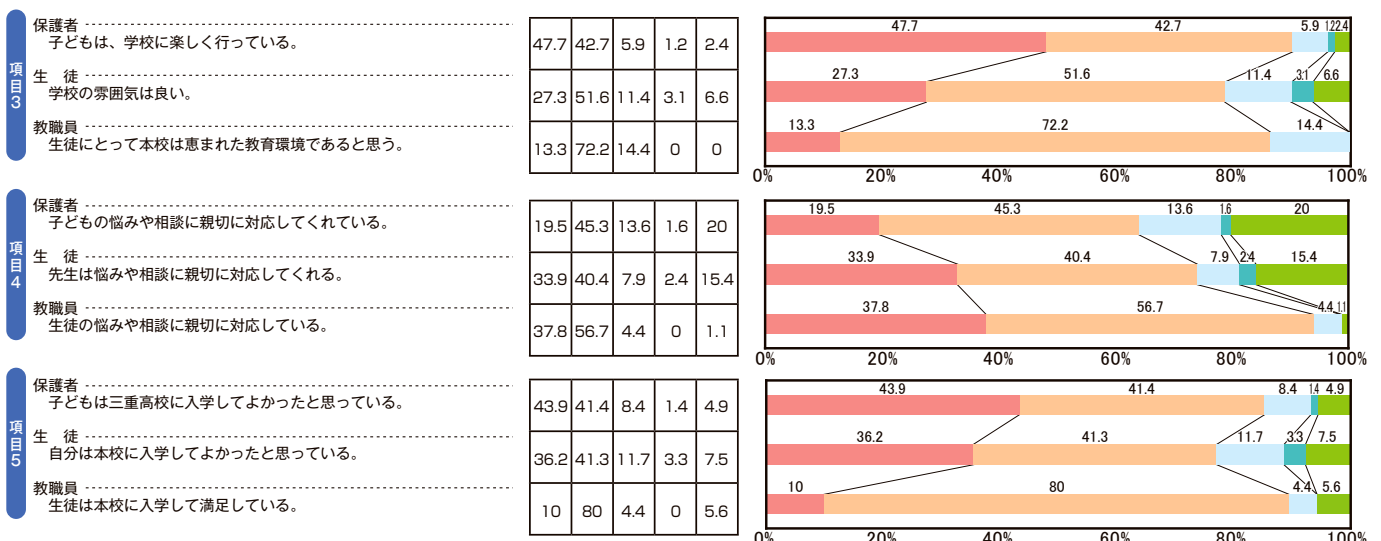 項目3
保護者
子どもは、学校に楽しく行っている。
生 徒
学校の雰囲気は良い。
教職員
生徒にとって本校は恵まれた教育環境であると思う。
47.7 42.7 5.9 1.2 2.4
27.3 51.6 11.4 3.1 6.6
13.3 72.2 14.4 0 0
47.7 42.7 5.9 1.2 2.4
27.3 51.6 11.4 3.1 6.6
13.3 72.2 14.4
0% 20% 40% 60% 80% 100%
項目4
保護者
子どもの悩みや相談に親切に対応してくれている。
生 徒
先生は悩みや相談に親切に対応してくれる。
教職員
生徒の悩みや相談に親切に対応している。
19.5 45.3 13.6 1.6 20
33.9 40.4 7.9 2.4 15.4
37.8 56.7 4.4 0 1.1
19.5 45.3 13.6 1.6 20
33.9 40.4 7.9 2.4 15.4
37.8 56.7 4.4 1.1
0% 20% 40% 60% 80% 100%
項目5
保護者
子どもは三重高校に入学してよかったと思っている。
生 徒
自分は本校に入学してよかったと思っている。
教職員
生徒は本校に入学して満足している。
43.9 41.4 8.4 1.4 4.9
36.2 41.3 11.7 3.3 7.5
10 80 4.4 0 5.6
43.9 41.4 8.4 1.4 4.9
36.2 41.3 11.7 3.3 7.5
10 80 4.4 5.6
0% 20% 40% 60% 80% 100%